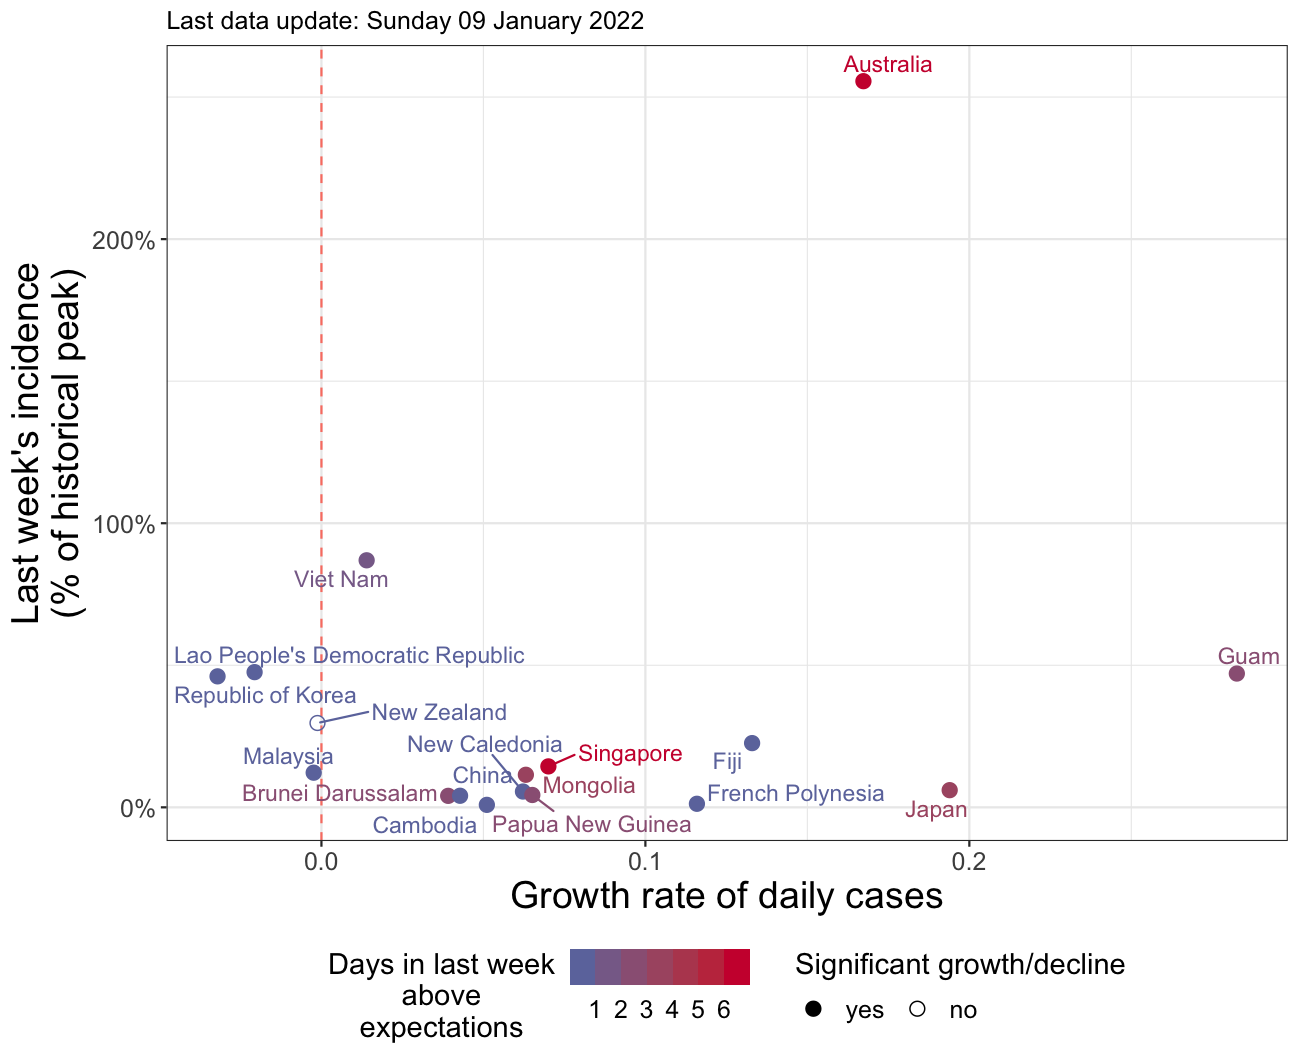 Last data update: Sunday 09 January 2022
Last week's incidence
(% of historical peak)
200%
100%
0%
Australia
Viet Nam
Lao People's Democratic Republic
Guam
Republic of Korea
New Zealand
New Caledonia
Singapore
Malaysia
Fiji
China
Mongolia
Brunei Darussalam
French Polynesia
Japan
Cambodia
Papua New Guinea
0.0
0.1
0.2
Growth rate of daily cases
Days in last week
above
expectations
1 2 3 4 5 6
Significant growth/decline
yes
no